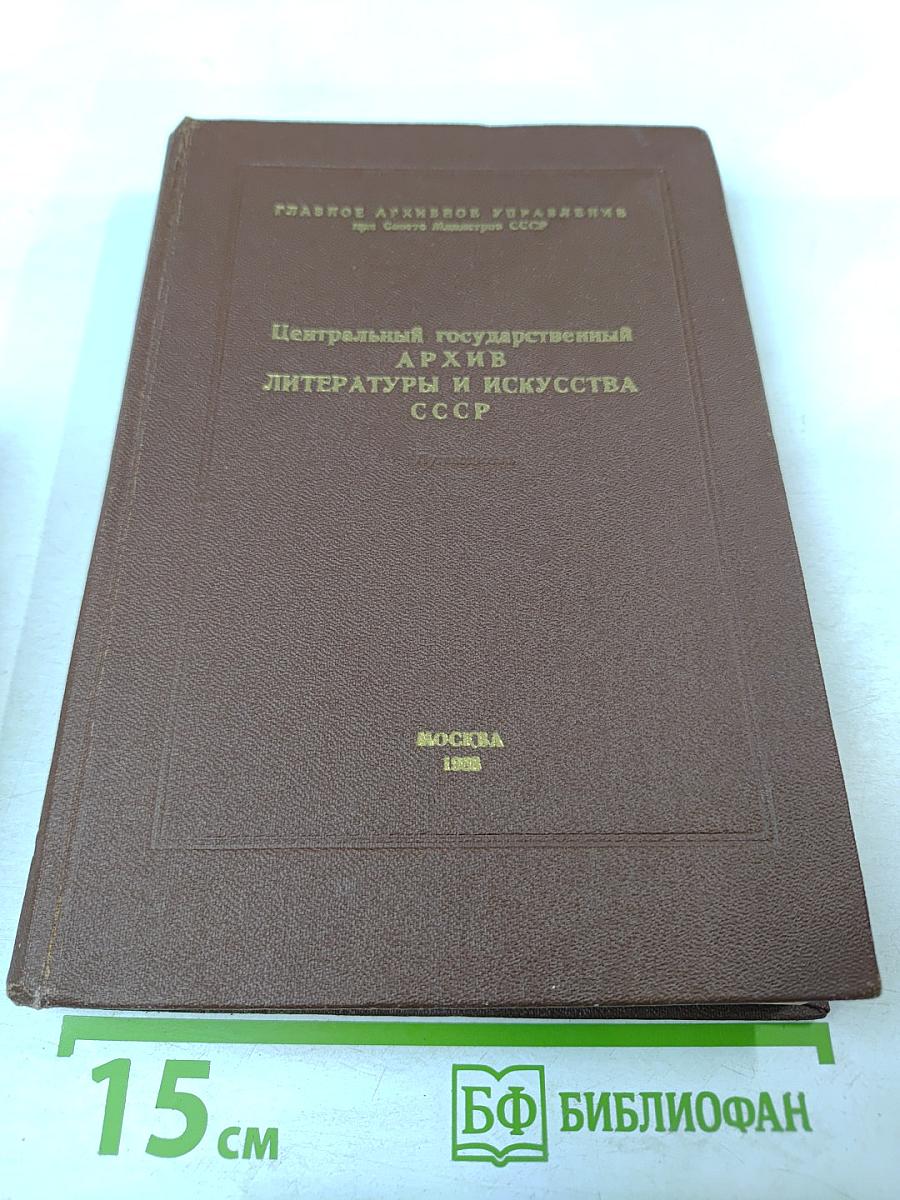 ГЛАВНОЕ АРХИВНОЕ УПРАВЛЕНИЕ
при Совете Министров СССР
Центральный государственный
АРХИВ
ЛИТЕРАТУРЫ И ИСКУССТВА
СССР
МОСКВА
15 см
БФ БИБЛИОФАН